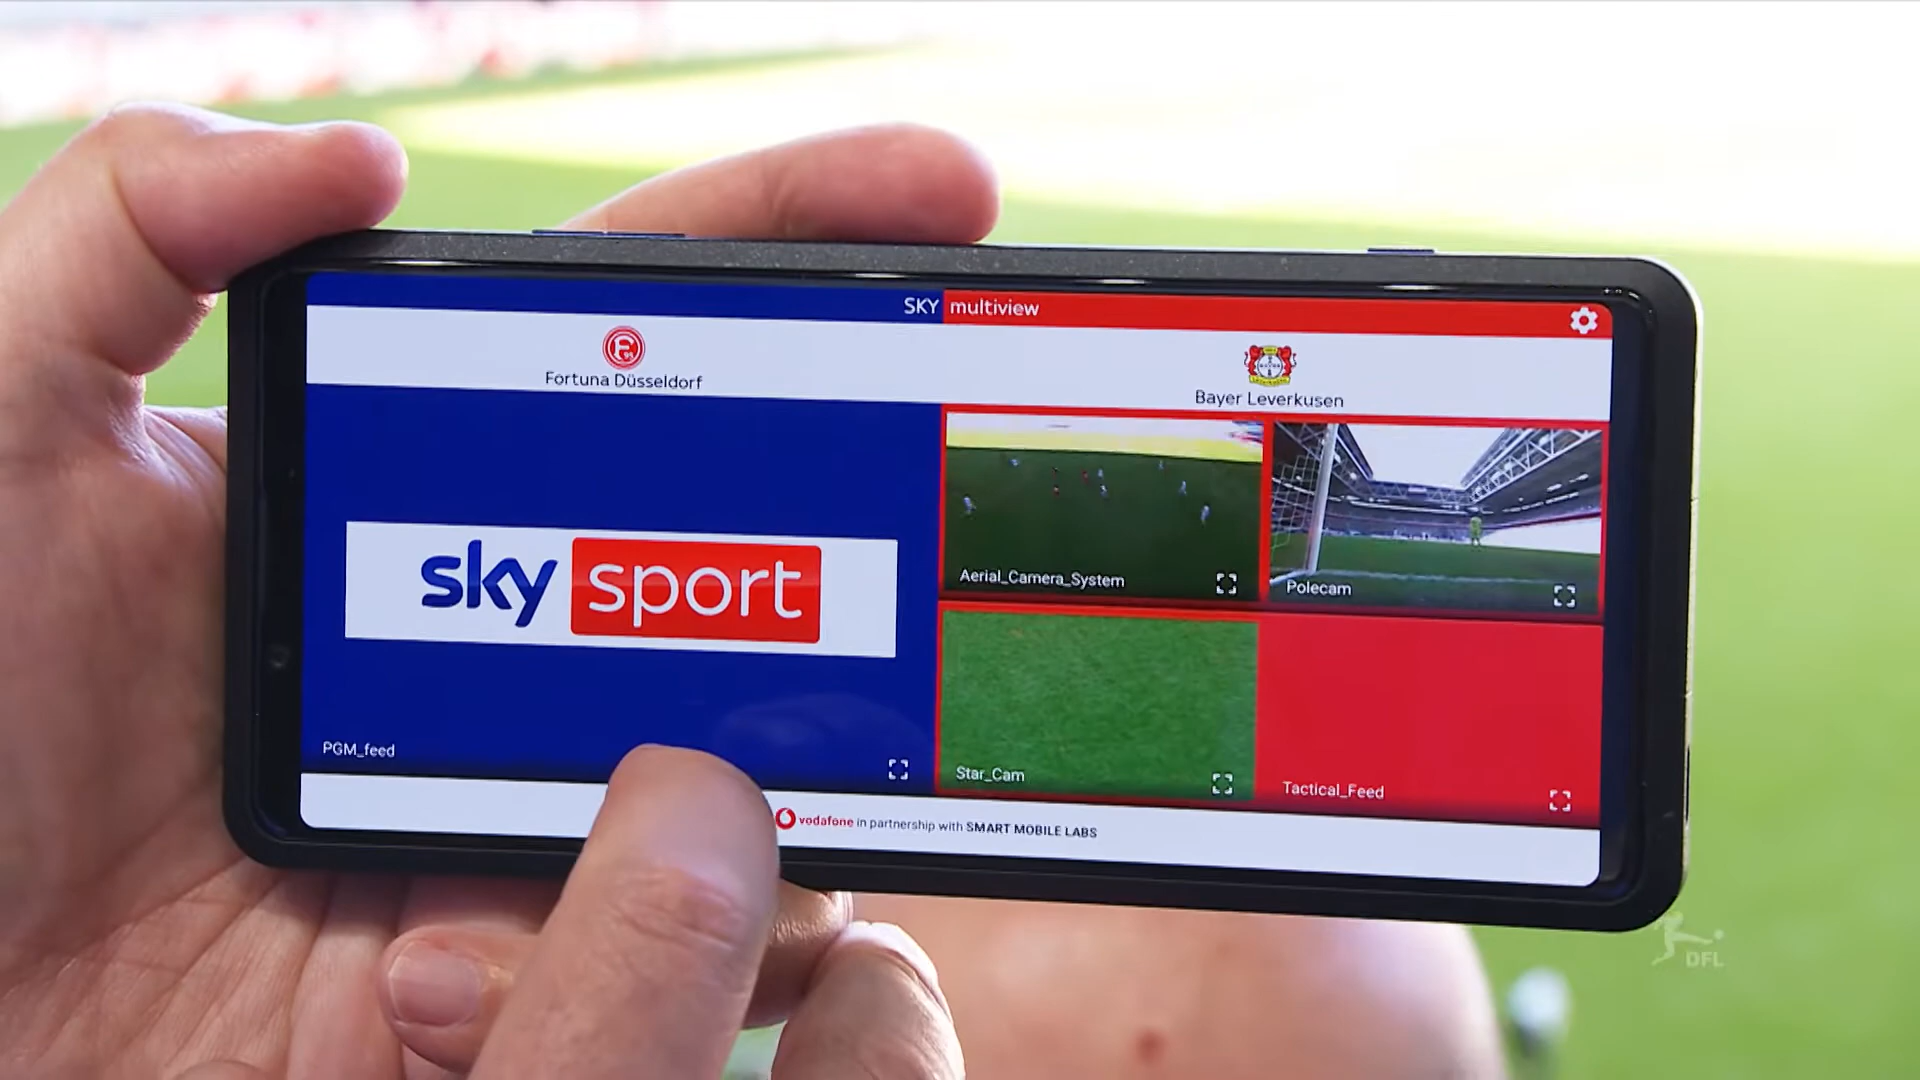 SKY multiview
Fortuna Düsseldorf
Bayer Leverkusen
sky sport
PGM_feed
Aerial_Camera_System
Polecam
Star_Cam
Tactical_Feed
vodafone in partnership with SMART MOBILE LABS
DFL